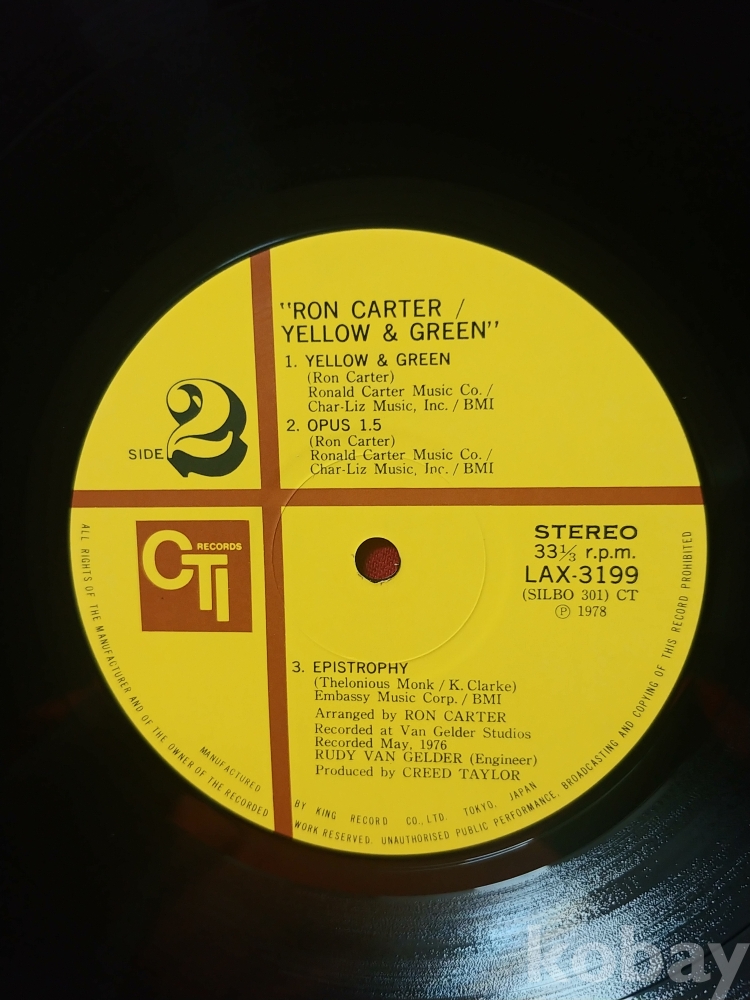 "RON CARTER /
YELLOW & GREEN"
1. YELLOW & GREEN
(Ron Carter)
Ronald Carter Music Co. /
Char-Liz Music, Inc. / BMI
2. OPUS 1.5
(Ron Carter)
Ronald Carter Music Co. /
Char-Liz Music, Inc. / BMI
SIDE 2
CTI RECORDS
STEREO
33 1/3 r.p.m.
LAX-3199
(SILBO 301) CT
Ⓟ 1978
3. EPISTROPHY
(Thelonious Monk / K. Clarke)
Embassy Music Corp. / BMI
Arranged by RON CARTER
Recorded at Van Gelder Studios
Recorded May, 1976
RUDY VAN GELDER (Engineer)
Produced by CREED TAYLOR
MANUFACTURED BY KING RECORD CO., LTD. TOKYO, JAPAN
ALL RIGHTS OF THE MANUFACTURER AND OF THE OWNER OF THE RECORDED WORK RESERVED. UNAUTHORISED PUBLIC PERFORMANCE, BROADCASTING AND COPYING OF THIS RECORD PROHIBITED
kobay